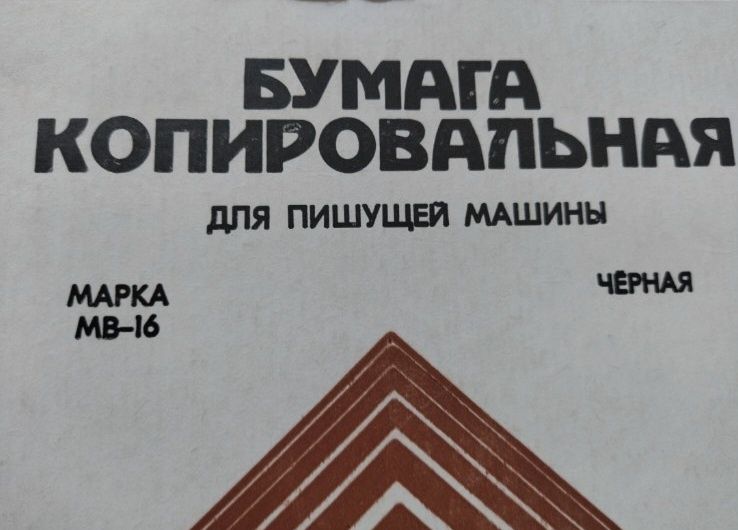 БУМАГА
КОПИРОВАЛЬНАЯ
ДЛЯ ПИШУЩЕЙ МАШИНЫ
МАРКА
МВ–16
ЧЁРНАЯ